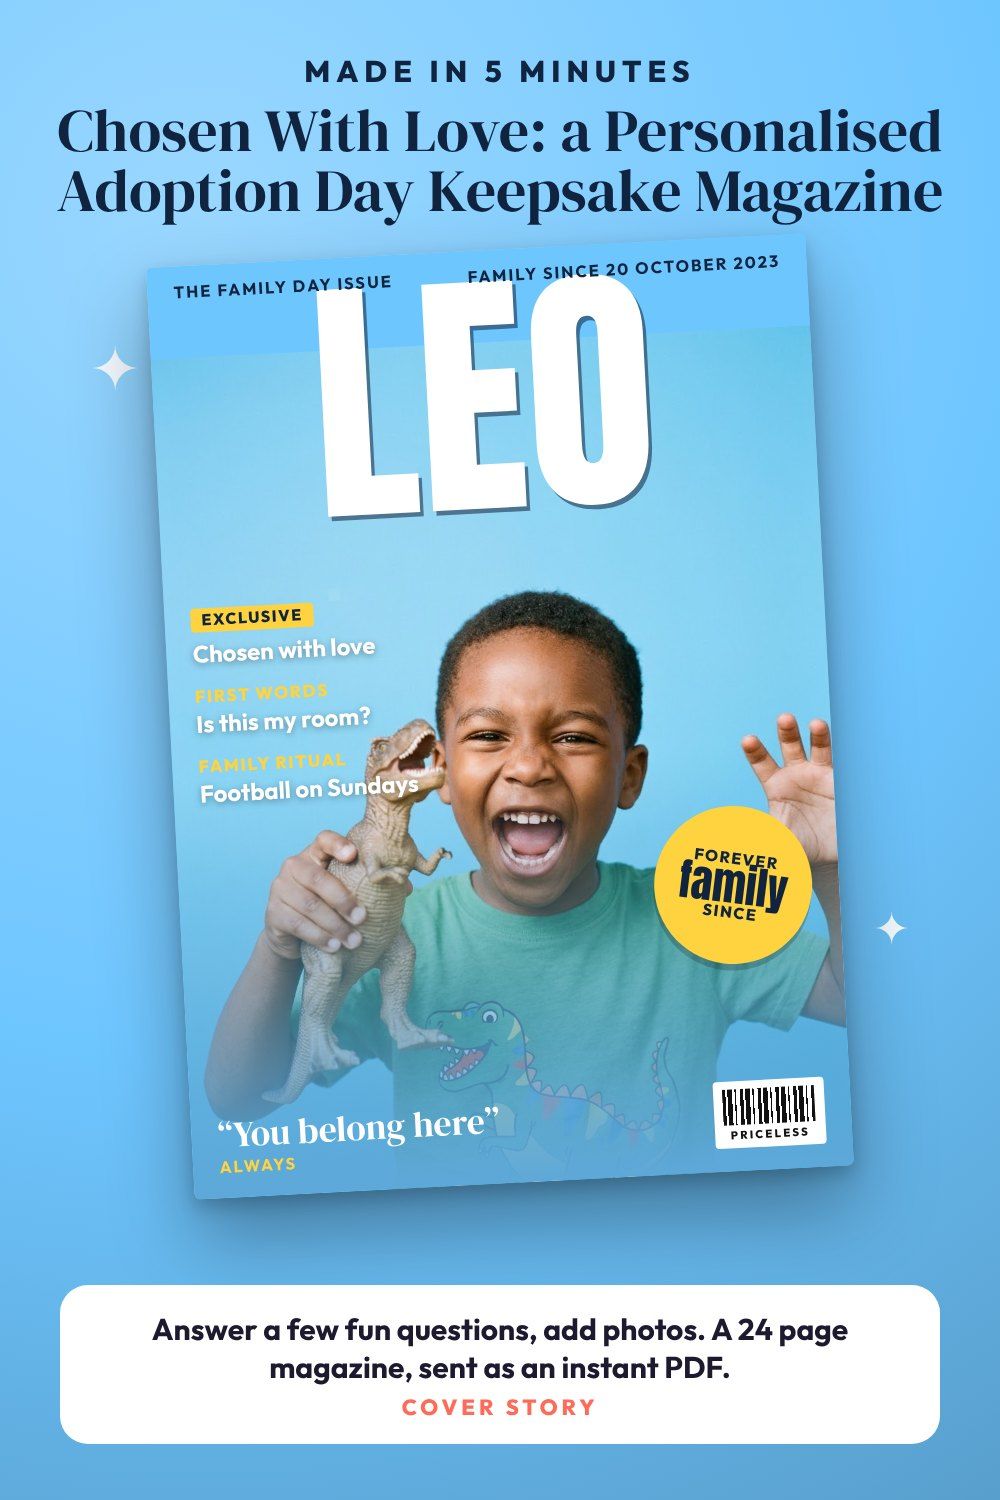 MADE IN 5 MINUTES
Chosen With Love: a Personalised
Adoption Day Keepsake Magazine
THE FAMILY DAY ISSUE
FAMILY SINCE 20 OCTOBER 2023
LEO
EXCLUSIVE
Chosen with love
FIRST WORDS
Is this my room?
FAMILY RITUAL
Football on Sundays
FOREVER
family
SINCE
“You belong here”
ALWAYS
PRICELESS
Answer a few fun questions, add photos. A 24 page
magazine, sent as an instant PDF.
COVER STORY